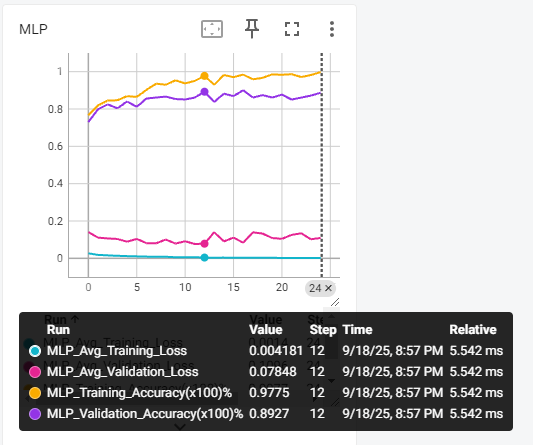 MLP
1
0.8
0.6
0.4
0.2
0
0 5 10 15 20 24
Run Value Step Time Relative
MLP_Avg_Training_Loss 0.004181 12 9/18/25, 8:57 PM 5.542 ms
MLP_Avg_Validation_Loss 0.07848 12 9/18/25, 8:57 PM 5.542 ms
MLP_Training_Accuracy(x100)% 0.9775 12 9/18/25, 8:57 PM 5.542 ms
MLP_Validation_Accuracy(x100)% 0.8927 12 9/18/25, 8:57 PM 5.542 ms